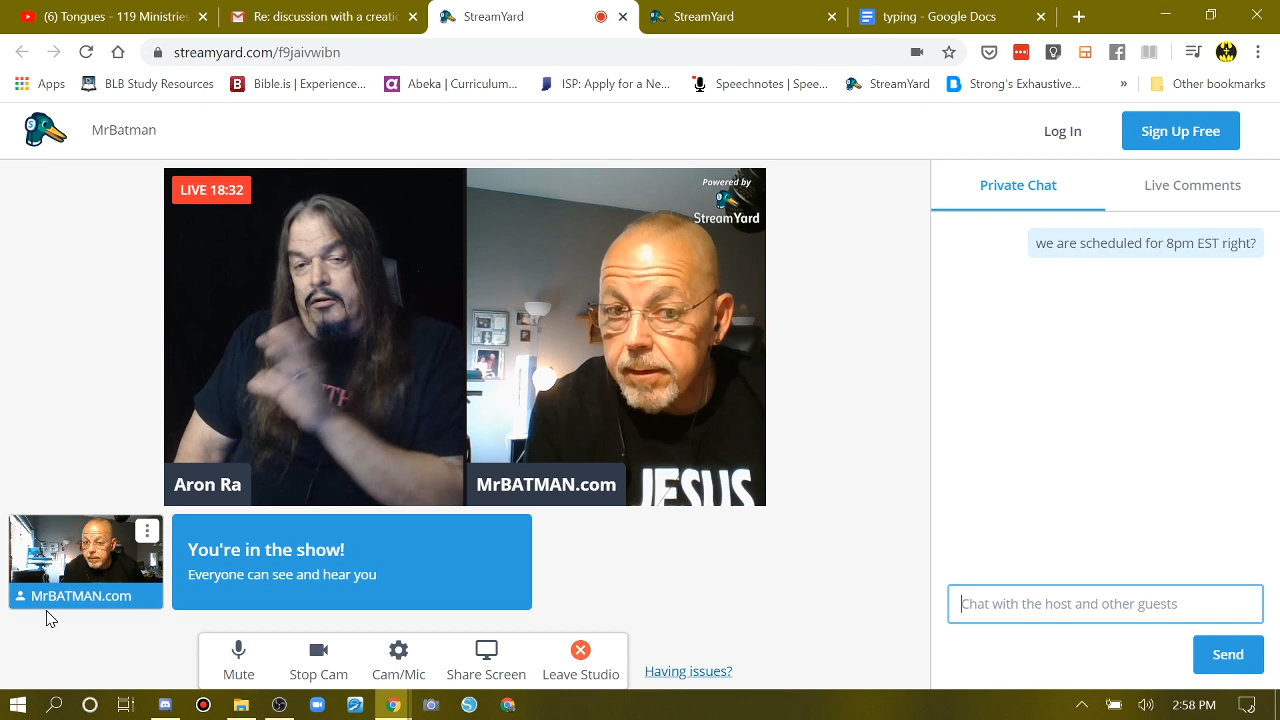 (6) Tongues - 119 Ministries
Re: discussion with a creati
StreamYard
StreamYard
typing - Google Docs
streamyard.com/f9jaivwibn
Apps
BLB Study Resources
Bible.is | Experience...
Abeka | Curriculum...
ISP: Apply for a Ne...
Speechnotes | Spee...
StreamYard
Strong's Exhaustive...
»
Other bookmarks
MrBatman
Log In
Sign Up Free
LIVE 18:32
Powered by
StreamYard
Aron Ra
MrBATMAN.com
JESUS
Private Chat
Live Comments
we are scheduled for 8pm EST right?
MrBATMAN.com
You're in the show!
Everyone can see and hear you
Chat with the host and other guests
Send
Mute
Stop Cam
Cam/Mic
Share Screen
Leave Studio
Having issues?
2:58 PM